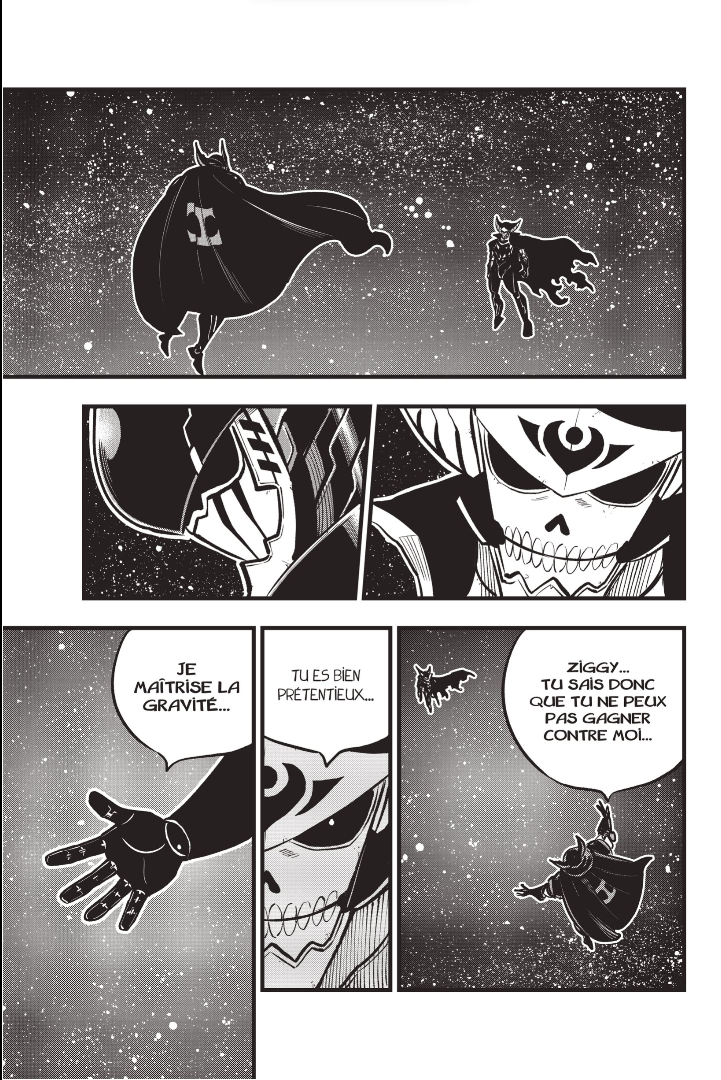 ZIGGY...
TU SAIS DONC
QUE TU NE PEUX
PAS GAGNER
CONTRE MOI...
TU ES BIEN
PRÉTENTIEUX...
JE
MAÎTRISE LA
GRAVITÉ...